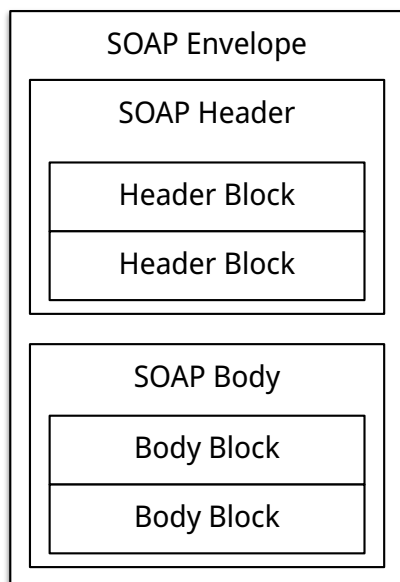 SOAP Envelope
SOAP Header
Header Block
Header Block
SOAP Body
Body Block
Body Block